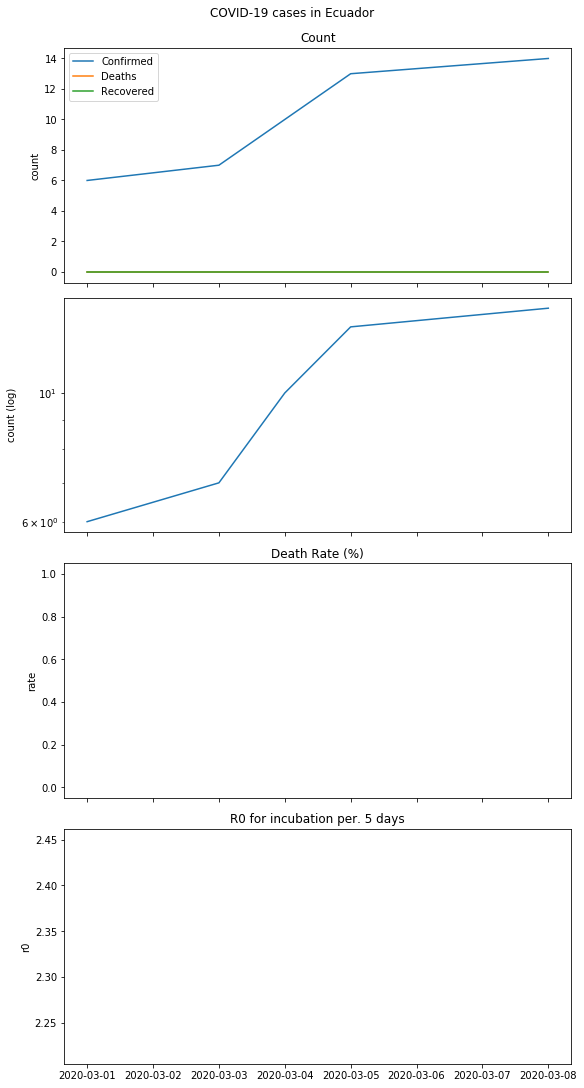 COVID-19 cases in Ecuador
Count
Confirmed
Deaths
Recovered
14
12
10
8
6
4
2
0
count
10¹
6 × 10⁰
count (log)
Death Rate (%)
1.0
0.8
0.6
0.4
0.2
0.0
rate
R0 for incubation per. 5 days
2.45
2.40
2.35
2.30
2.25
r0
2020-03-01 2020-03-02 2020-03-03 2020-03-04 2020-03-05 2020-03-06 2020-03-07 2020-03-08